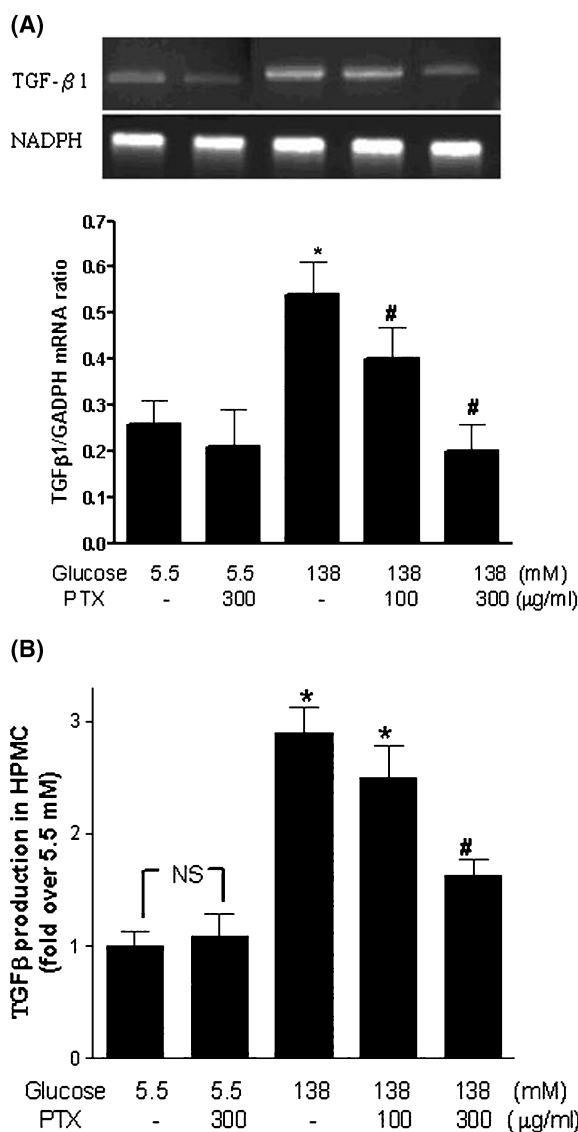 (A)
TGF-β1
NADPH
0.7
0.6
0.5
0.4
0.3
0.2
0.1
0.0
TGFβ1/GADPH mRNA ratio
*
#
#
Glucose 5.5 5.5 138 138 138 (mM)
PTX - 300 - 100 300 (μg/ml)
(B)
3
2
1
0
TGFβ production in HPMC
(fold over 5.5 mM)
NS
*
*
#
Glucose 5.5 5.5 138 138 138 (mM)
PTX - 300 - 100 300 (μg/ml)